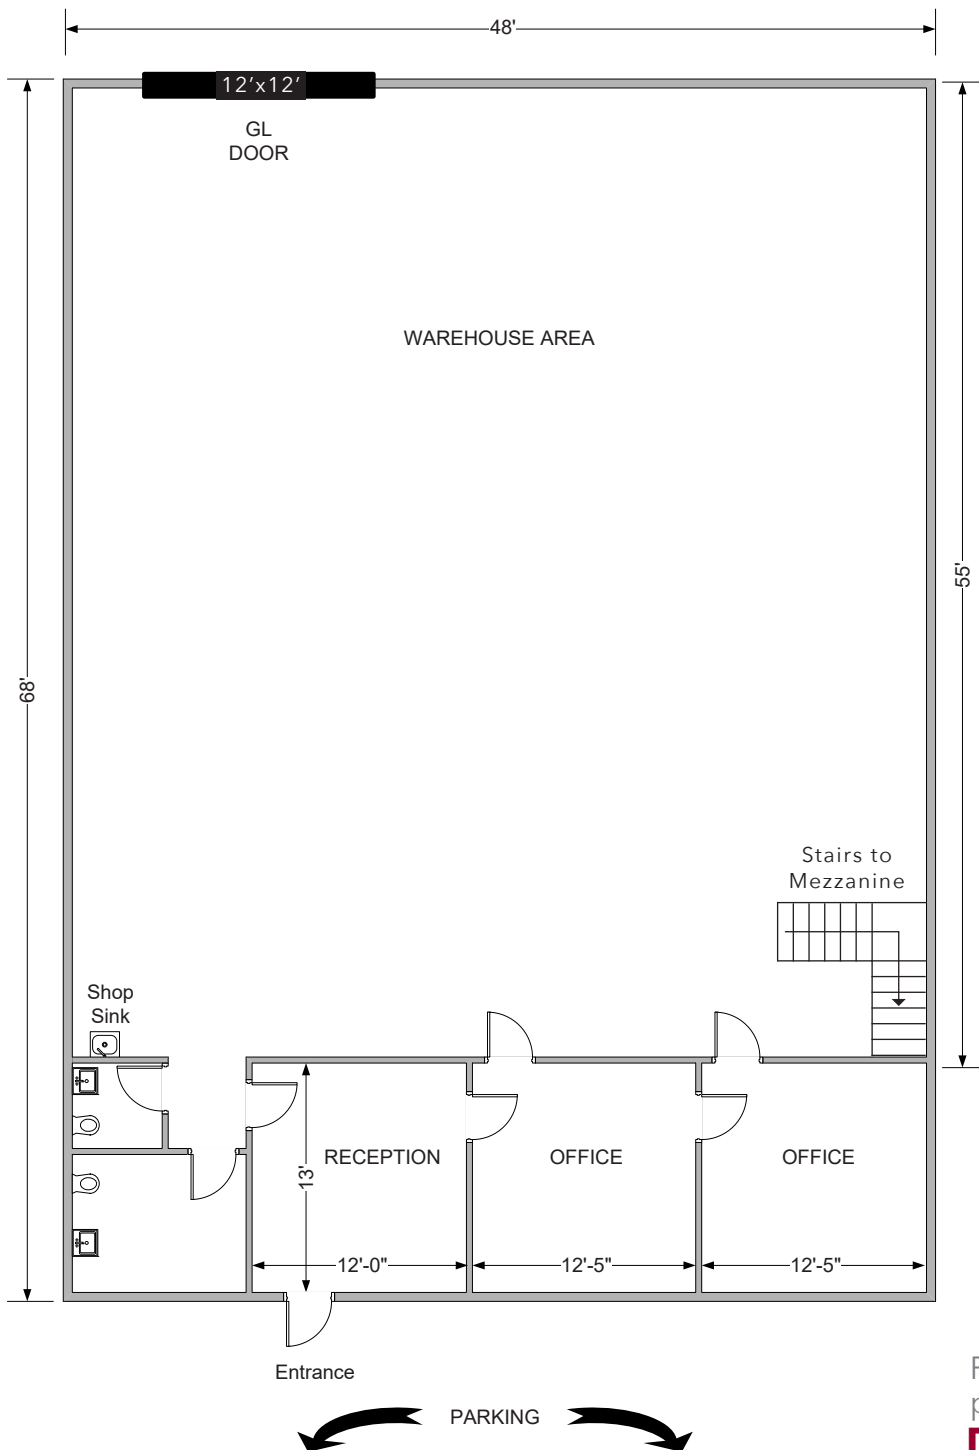 48'
12'x12'
GL
DOOR
WAREHOUSE AREA
55'
68'
Stairs to
Mezzanine
Shop
Sink
RECEPTION
OFFICE
OFFICE
13'
12'-0"
12'-5"
12'-5"
Entrance
PARKING